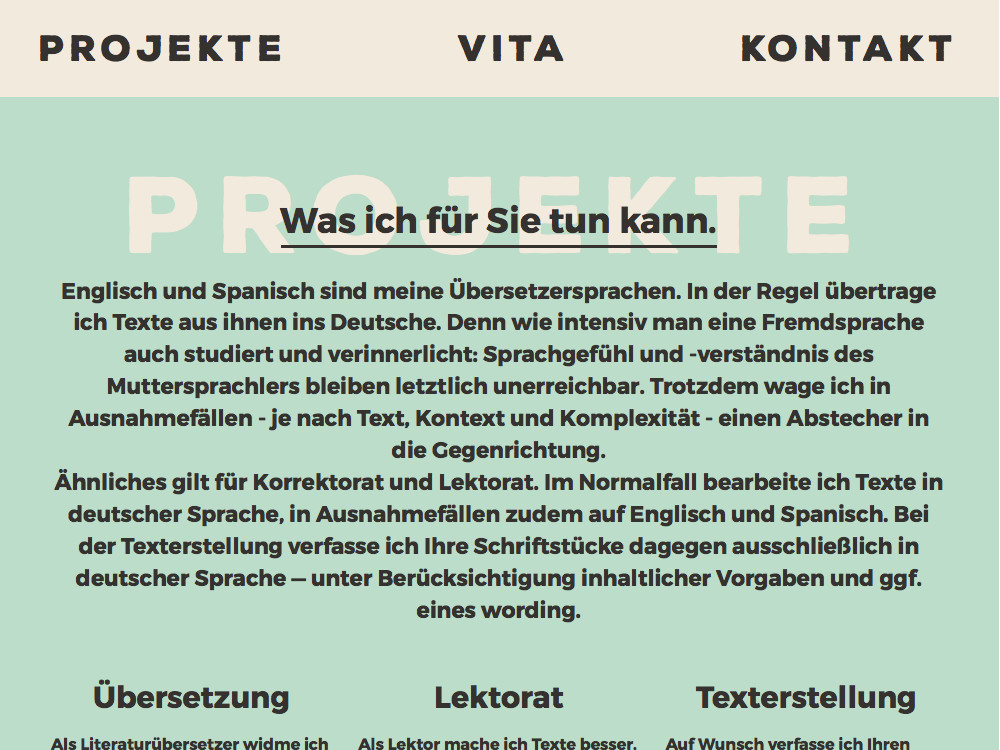 PROJEKTE VITA KONTAKT
PROJEKTE
Was ich für Sie tun kann.
Englisch und Spanisch sind meine Übersetzersprachen. In der Regel übertrage
ich Texte aus ihnen ins Deutsche. Denn wie intensiv man eine Fremdsprache
auch studiert und verinnerlicht: Sprachgefühl und -verständnis des
Muttersprachlers bleiben letztlich unerreichbar. Trotzdem wage ich in
Ausnahmefällen - je nach Text, Kontext und Komplexität - einen Abstecher in
die Gegenrichtung.
Ähnliches gilt für Korrektorat und Lektorat. Im Normalfall bearbeite ich Texte in
deutscher Sprache, in Ausnahmefällen zudem auf Englisch und Spanisch. Bei
der Texterstellung verfasse ich Ihre Schriftstücke dagegen ausschließlich in
deutscher Sprache – unter Berücksichtigung inhaltlicher Vorgaben und ggf.
eines wording.
Übersetzung Lektorat Texterstellung
Als Literaturübersetzer widme ich Als Lektor mache ich Texte besser. Auf Wunsch verfasse ich Ihren